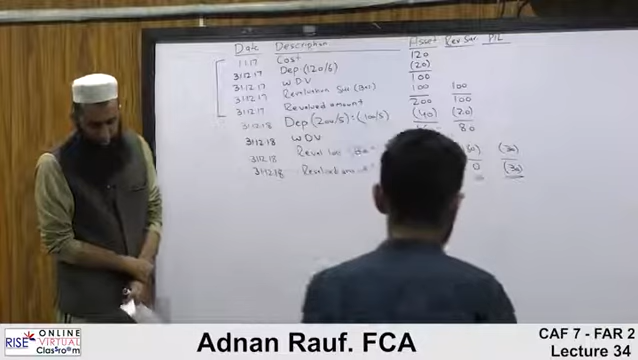 Date Description Asset Rev Sur. P/L
1.1.17 Cost 120
31.12.17 Dep (120/6) (20)
31.12.17 WDV 100
31.12.17 Revaluation Sur (Bal) 100 100
31.12.17 Revalued amount 200 100
31.12.18 Dep (200/5): (100/5) (40) (20)
31.12.18 WDV 80
31.12.18 Reval loss (30)
31.12.18 0 (30)
RISE ONLINE VIRTUAL Classroom
Adnan Rauf. FCA
CAF 7 - FAR 2
Lecture 34